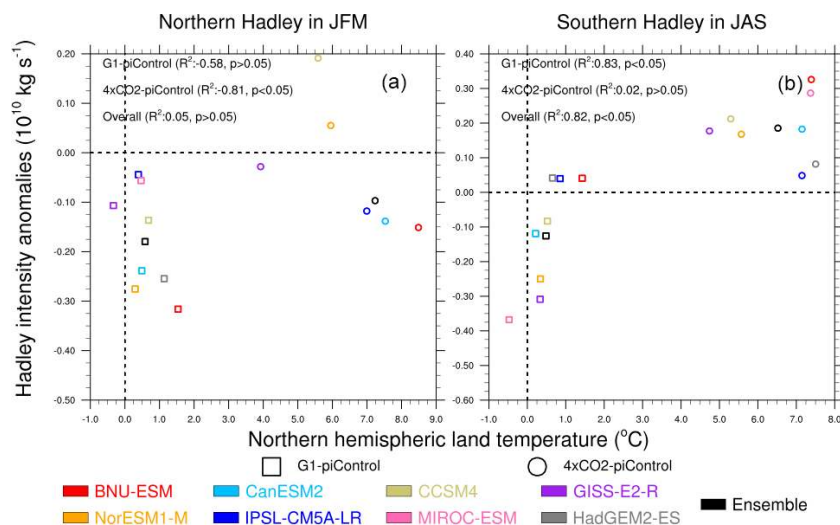 Northern Hadley in JFM
Southern Hadley in JAS
G1-piControl (R²:-0.58, p>0.05)
4xCO2-piControl (R²:-0.81, p<0.05)
Overall (R²:0.05, p>0.05)
(a)
G1-piControl (R²:0.83, p<0.05)
4xCO2-piControl (R²:0.02, p>0.05)
Overall (R²:0.82, p<0.05)
(b)
Hadley intensity anomalies (10¹⁰ kg s⁻¹)
0.20
0.10
0.00
-0.10
-0.20
-0.30
-0.40
-0.50
0.40
0.30
0.20
0.10
0.00
-0.10
-0.20
-0.30
-0.40
-0.50
-0.60
-1.0 0.0 1.0 2.0 3.0 4.0 5.0 6.0 7.0 8.0 9.0
-1.0 0.0 1.0 2.0 3.0 4.0 5.0 6.0 7.0 8.0
Northern hemispheric land temperature (°C)
G1-piControl 4xCO2-piControl
BNU-ESM CanESM2 CCSM4 GISS-E2-R Ensemble
NorESM1-M IPSL-CM5A-LR MIROC-ESM HadGEM2-ES